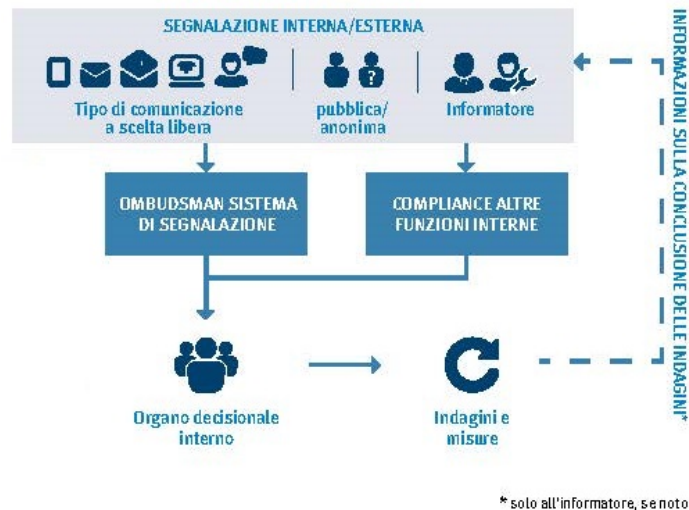 SEGNALAZIONE INTERNA/ESTERNA
Tipo di comunicazione
a scelta libera
pubblica/
anonima
?
Informatore
OMBUDSMAN SISTEMA
DI SEGNALAZIONE
COMPLIANCE ALTRE
FUNZIONI INTERNE
Organo decisionale
interno
Indagini e
misure
INFORMAZIONI SULLA CONCLUSIONE DELLE INDAGINI*
* solo all'informatore, se noto